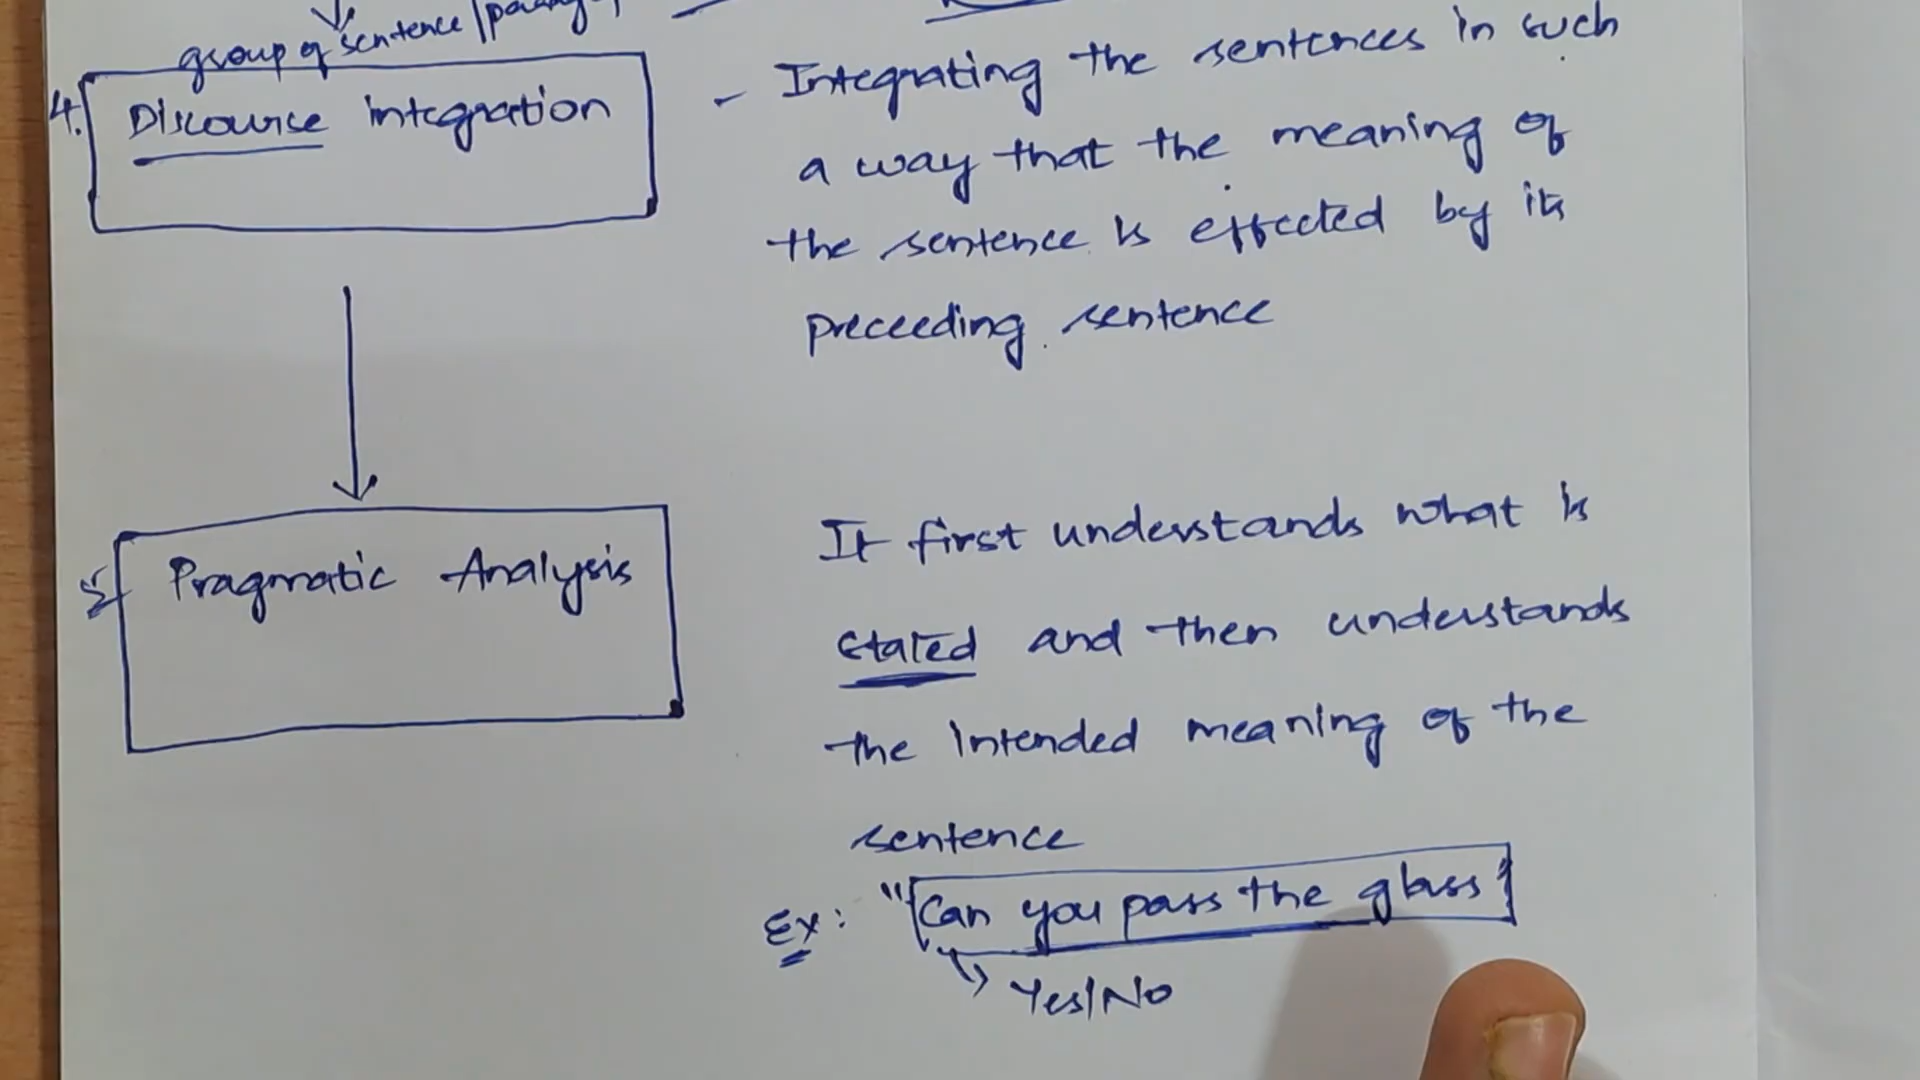 group of sentence /
4. Discourse integration
- Integrating the sentences in such
a way that the meaning of
the sentence is effected by its
preceeding sentence
5. Pragmatic Analysis
It first understands what is
stated and then understands
the intended meaning of the
sentence
Ex: "Can you pass the glass"
Yes/No